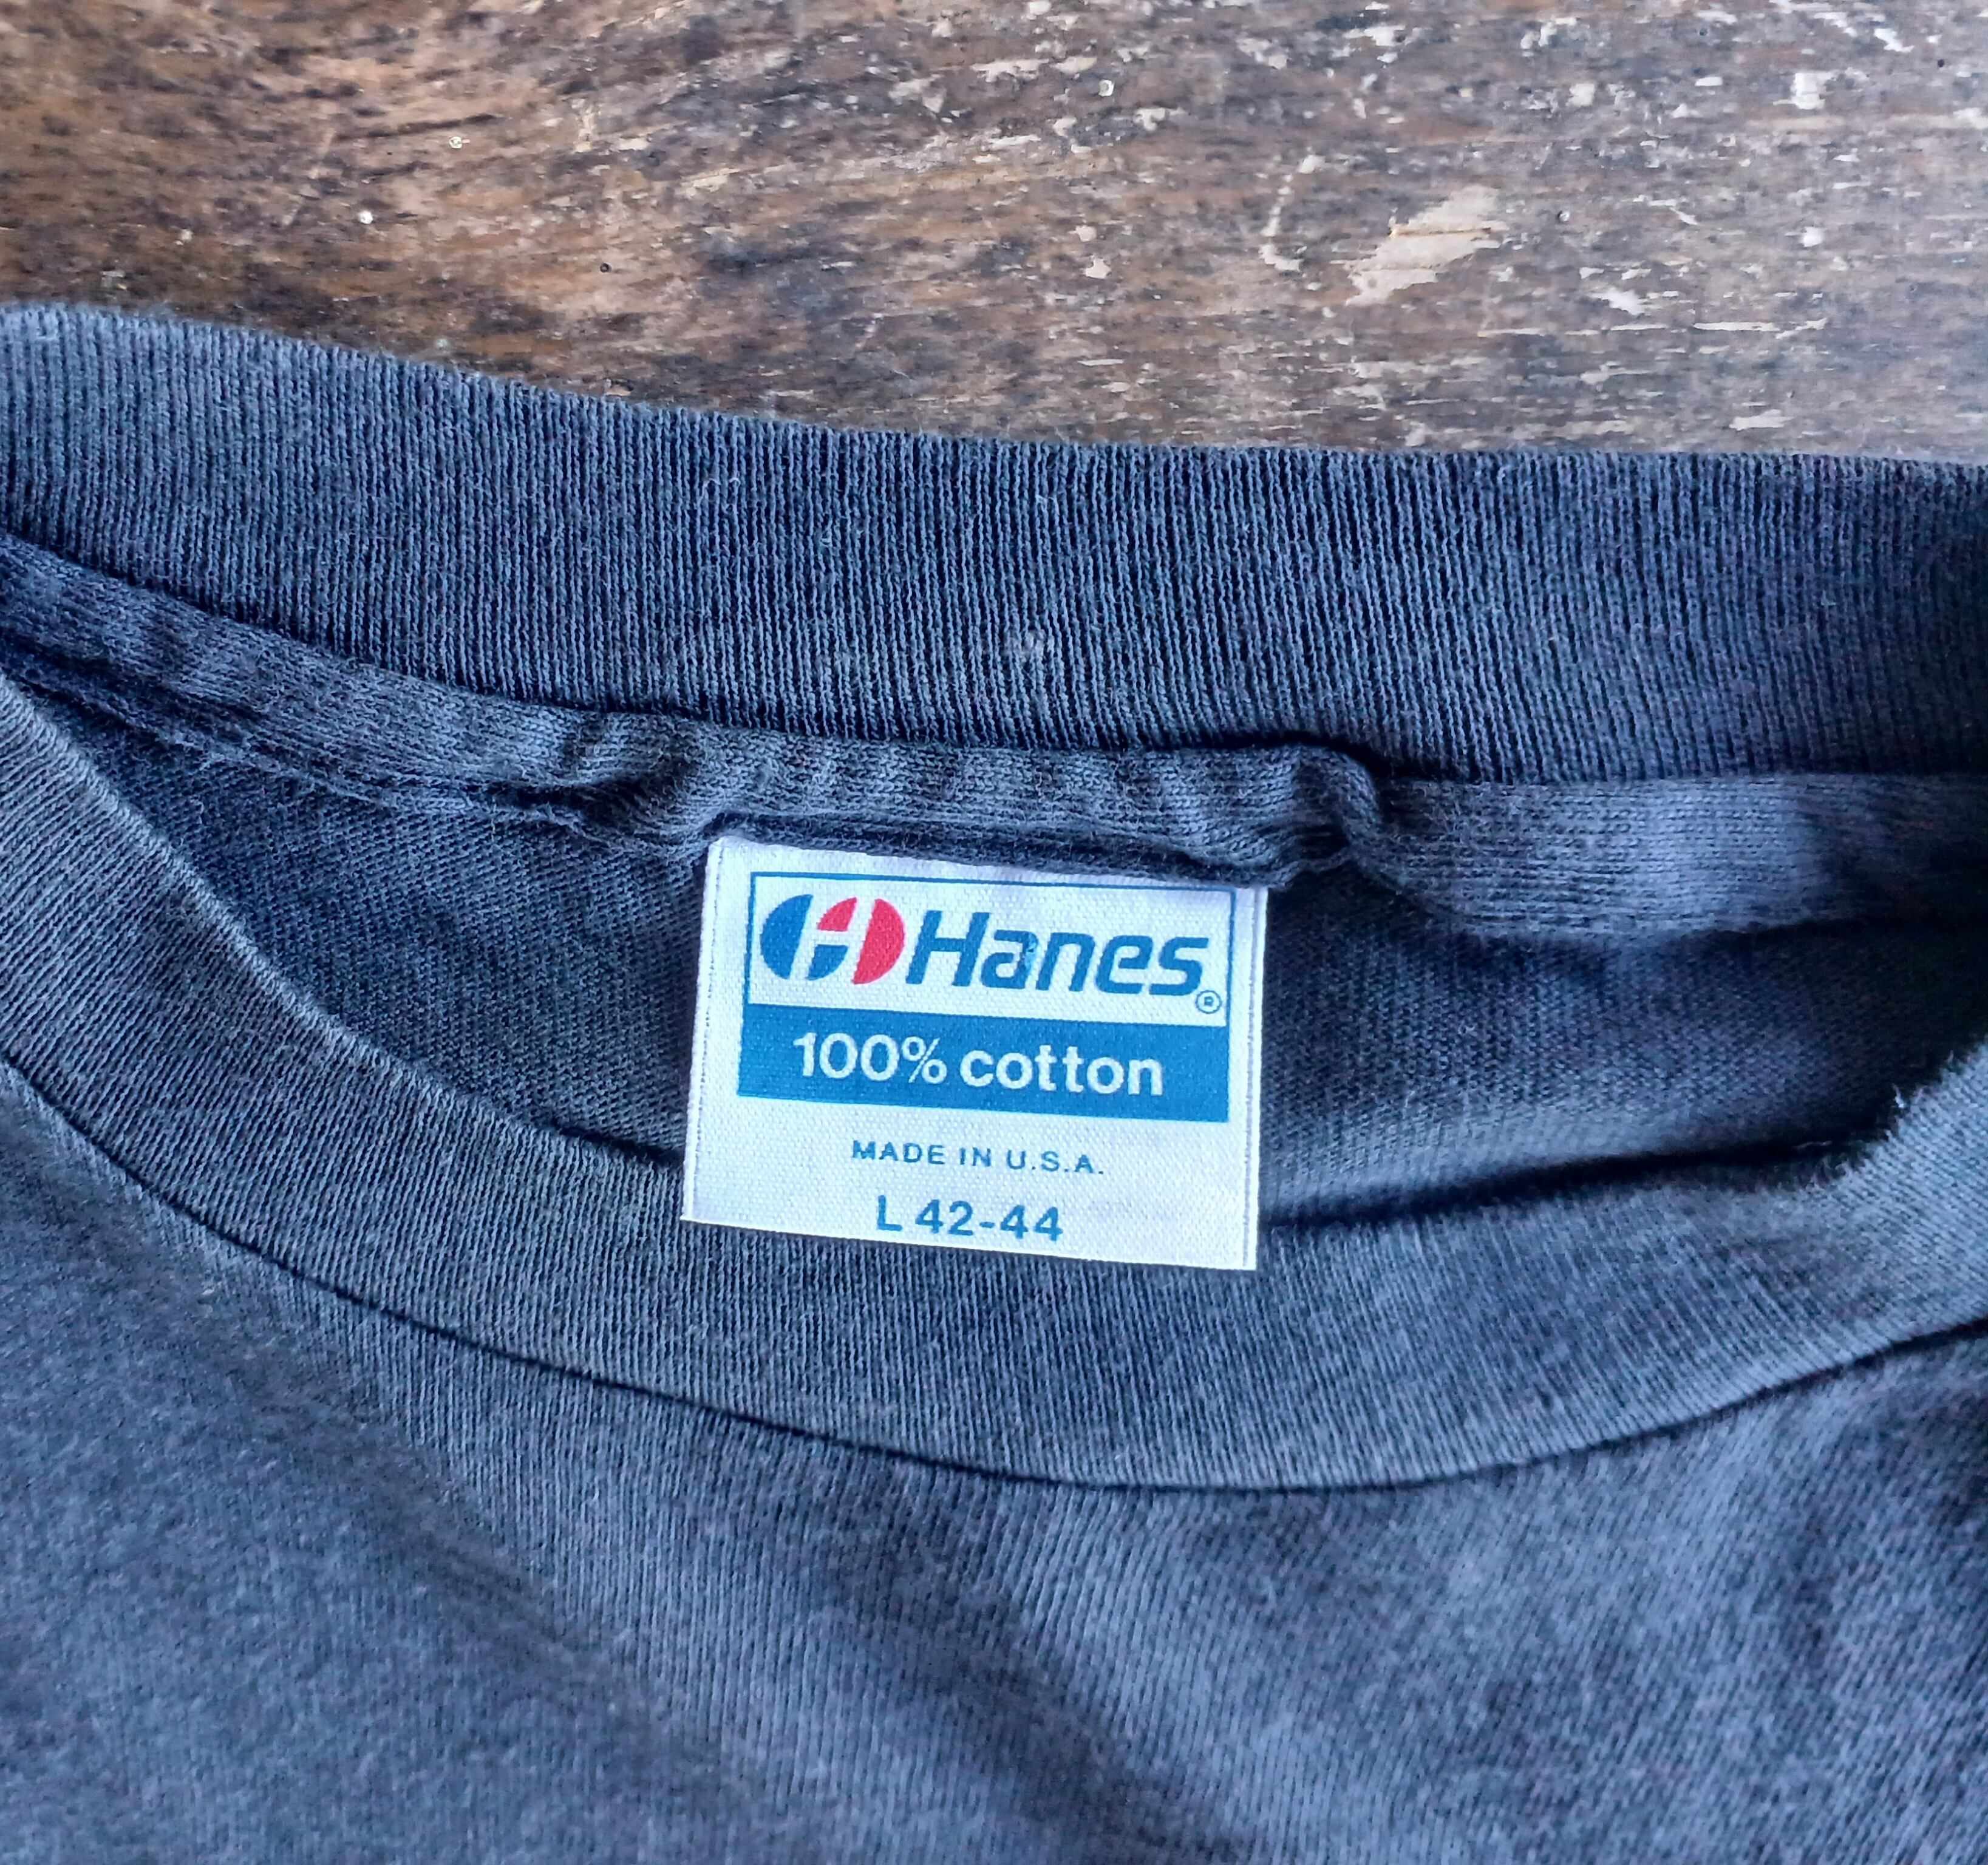 Hanes®
100% cotton
MADE IN U.S.A.
L 42-44